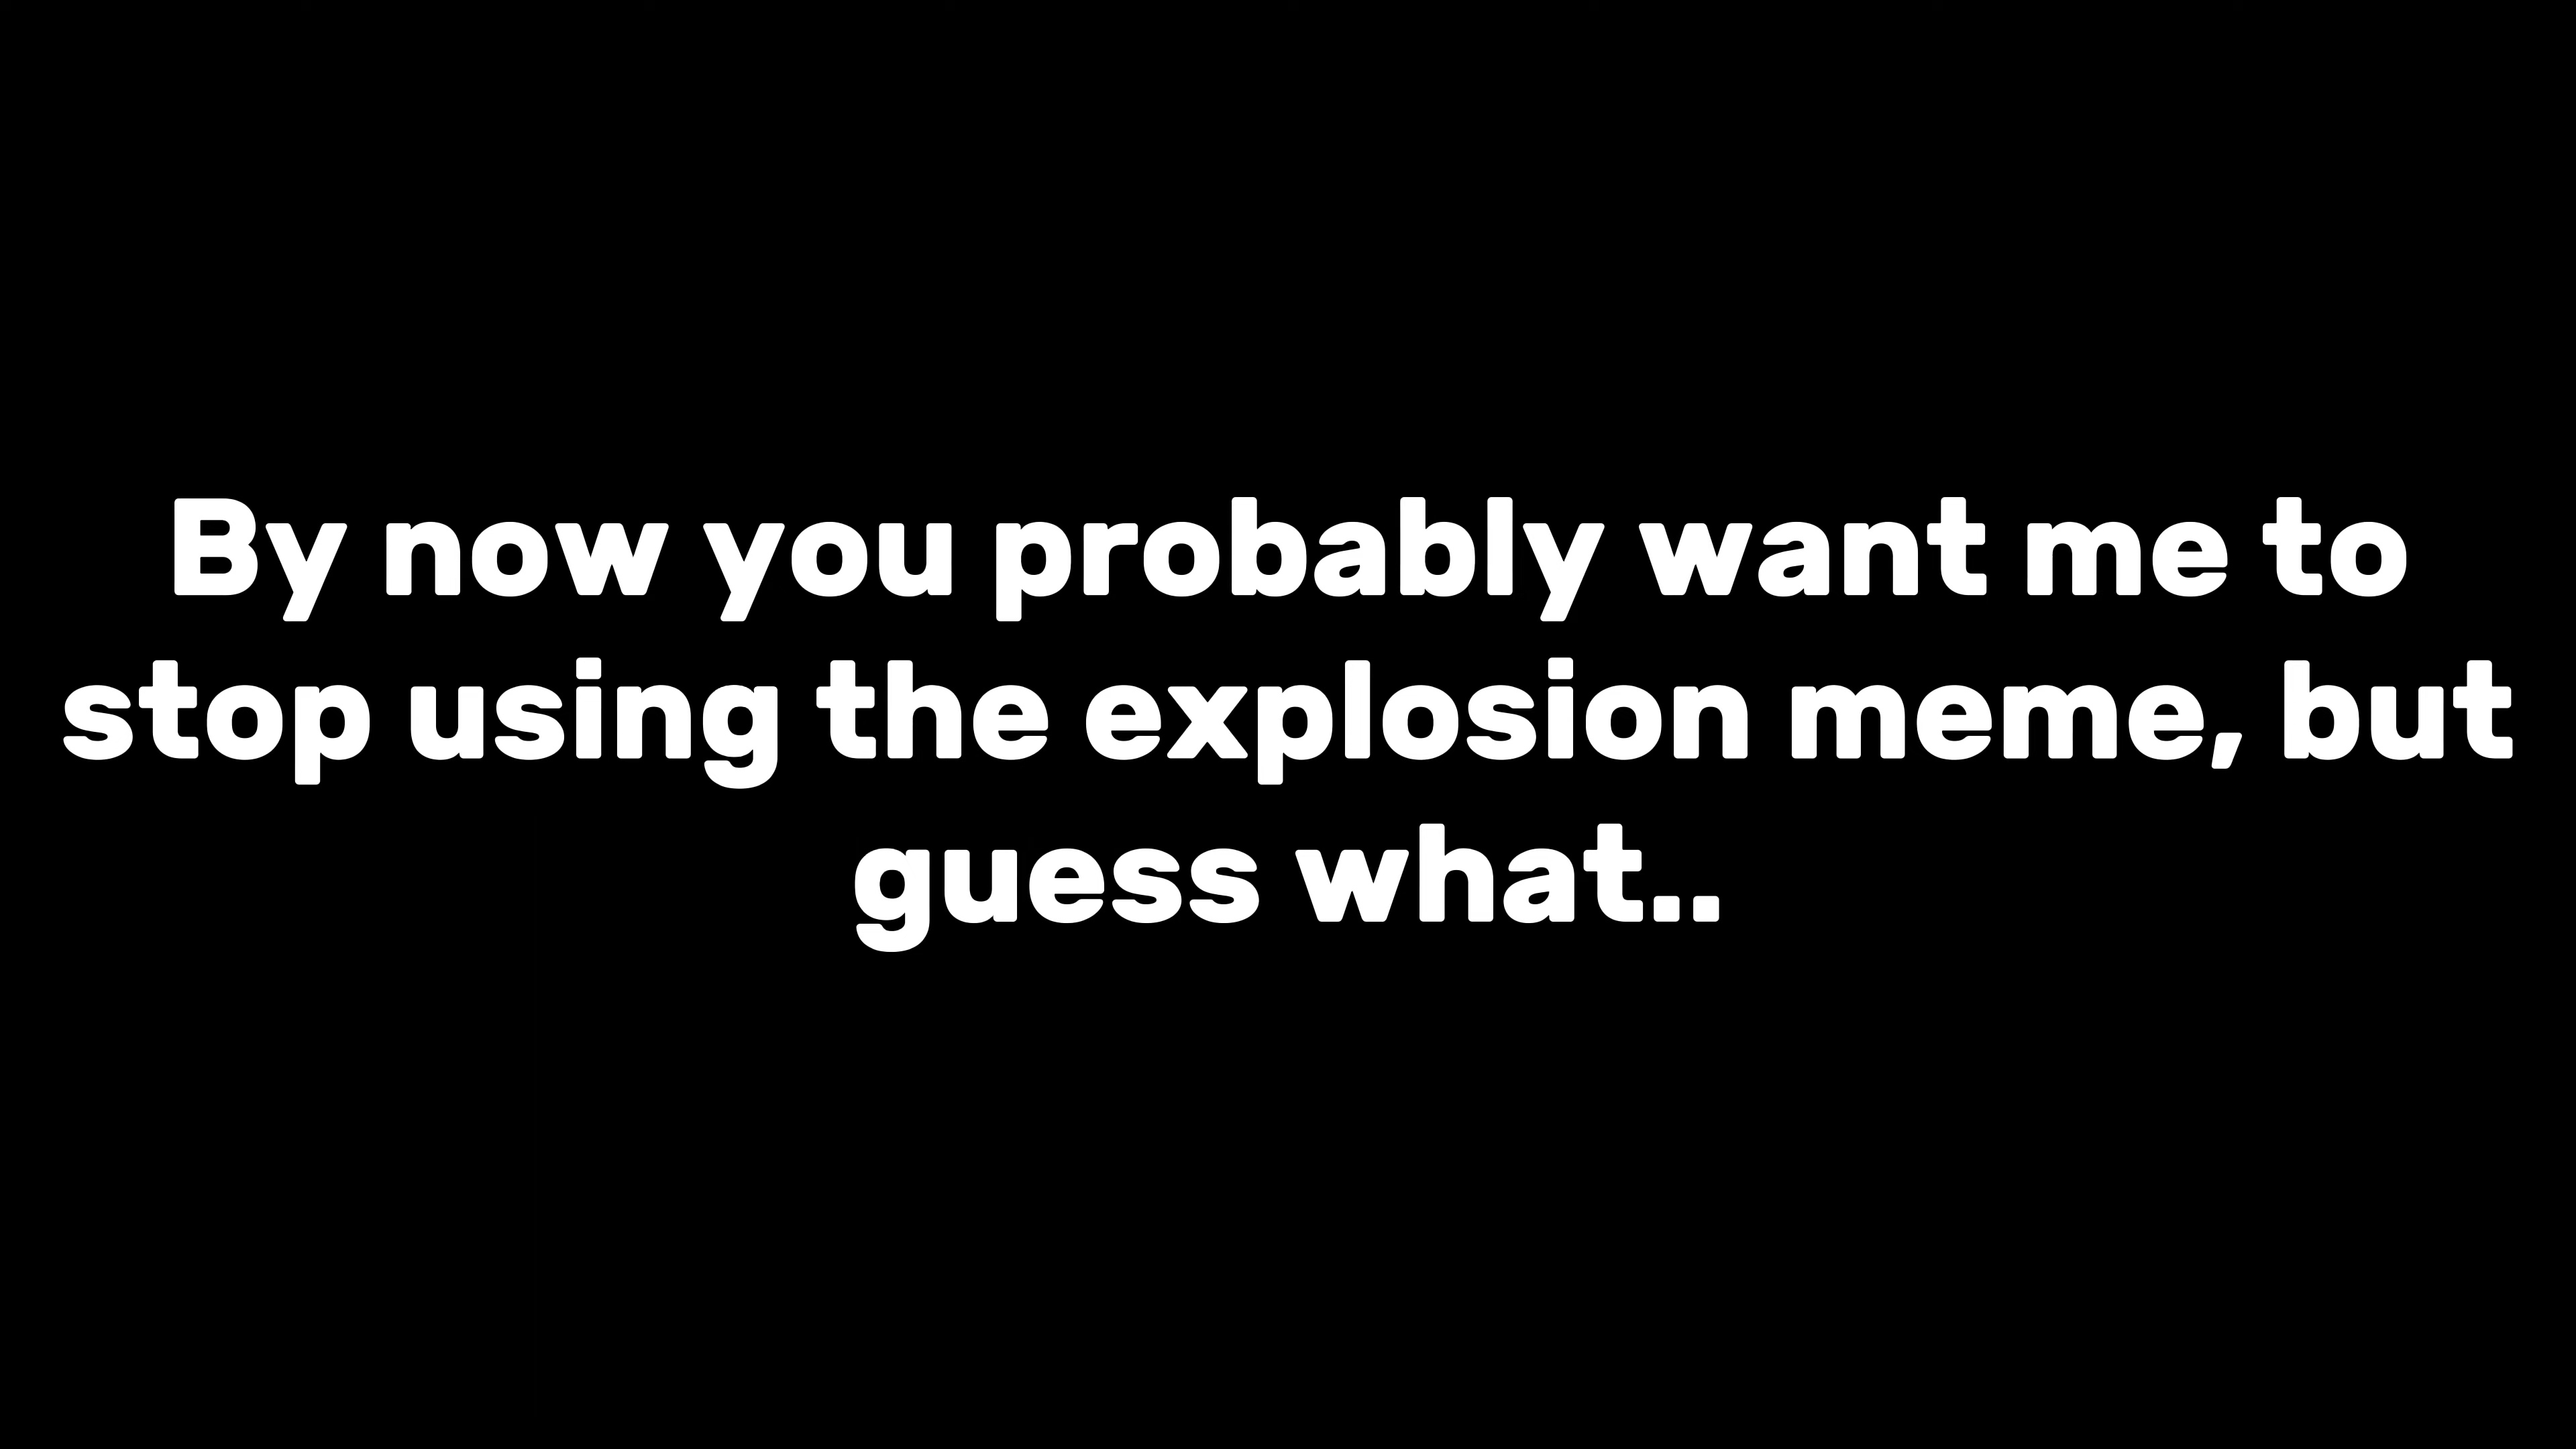 By now you probably want me to
stop using the explosion meme, but
guess what..